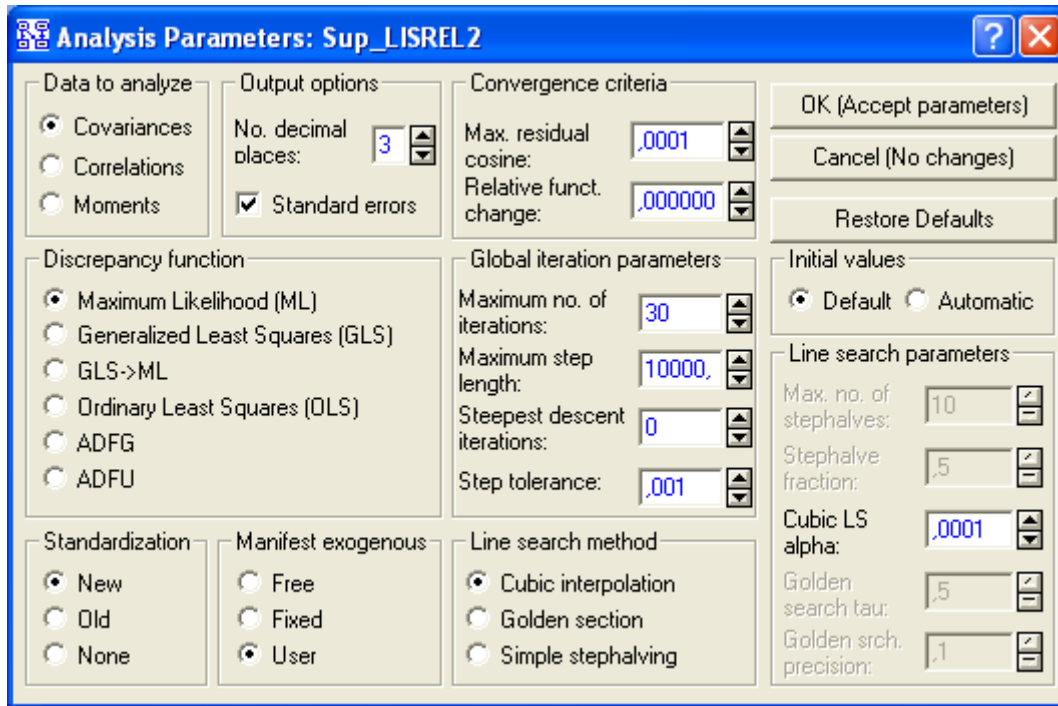 Analysis Parameters: Sup_LISREL2
Data to analyze
Covariances
Correlations
Moments
Output options
No. decimal
places:
3
Standard errors
Convergence criteria
Max. residual
cosine:
,0001
Relative funct.
change:
,000000
OK (Accept parameters)
Cancel (No changes)
Restore Defaults
Discrepancy function
Maximum Likelihood (ML)
Generalized Least Squares (GLS)
GLS->ML
Ordinary Least Squares (OLS)
ADFG
ADFU
Global iteration parameters
Maximum no. of
iterations:
30
Maximum step
length:
10000,
Steepest descent
iterations:
0
Step tolerance:
,001
Initial values
Default
Automatic
Line search parameters
Max. no. of
stephalves:
10
Stephalve
fraction:
,5
Cubic LS
alpha:
,0001
Golden
search tau:
,5
Golden srch.
precision:
,1
Standardization
New
Old
None
Manifest exogenous
Free
Fixed
User
Line search method
Cubic interpolation
Golden section
Simple stephalving